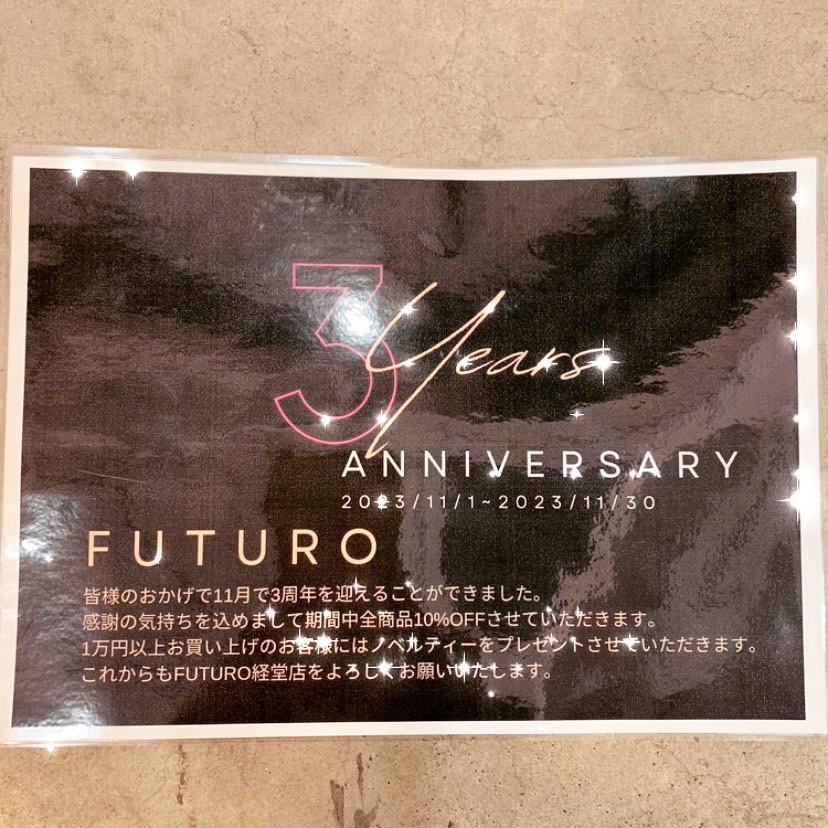 3 Years
ANNIVERSARY
2023/11/1~2023/11/30
FUTURO
皆様のおかげで11月で3周年を迎えることができました。
感謝の気持ちを込めまして期間中全商品10%OFFさせていただきます。
1万円以上お買い上げのお客様にはノベルティーをプレゼントさせていただきます。
これからもFUTURO経堂店をよろしくお願いいたします。